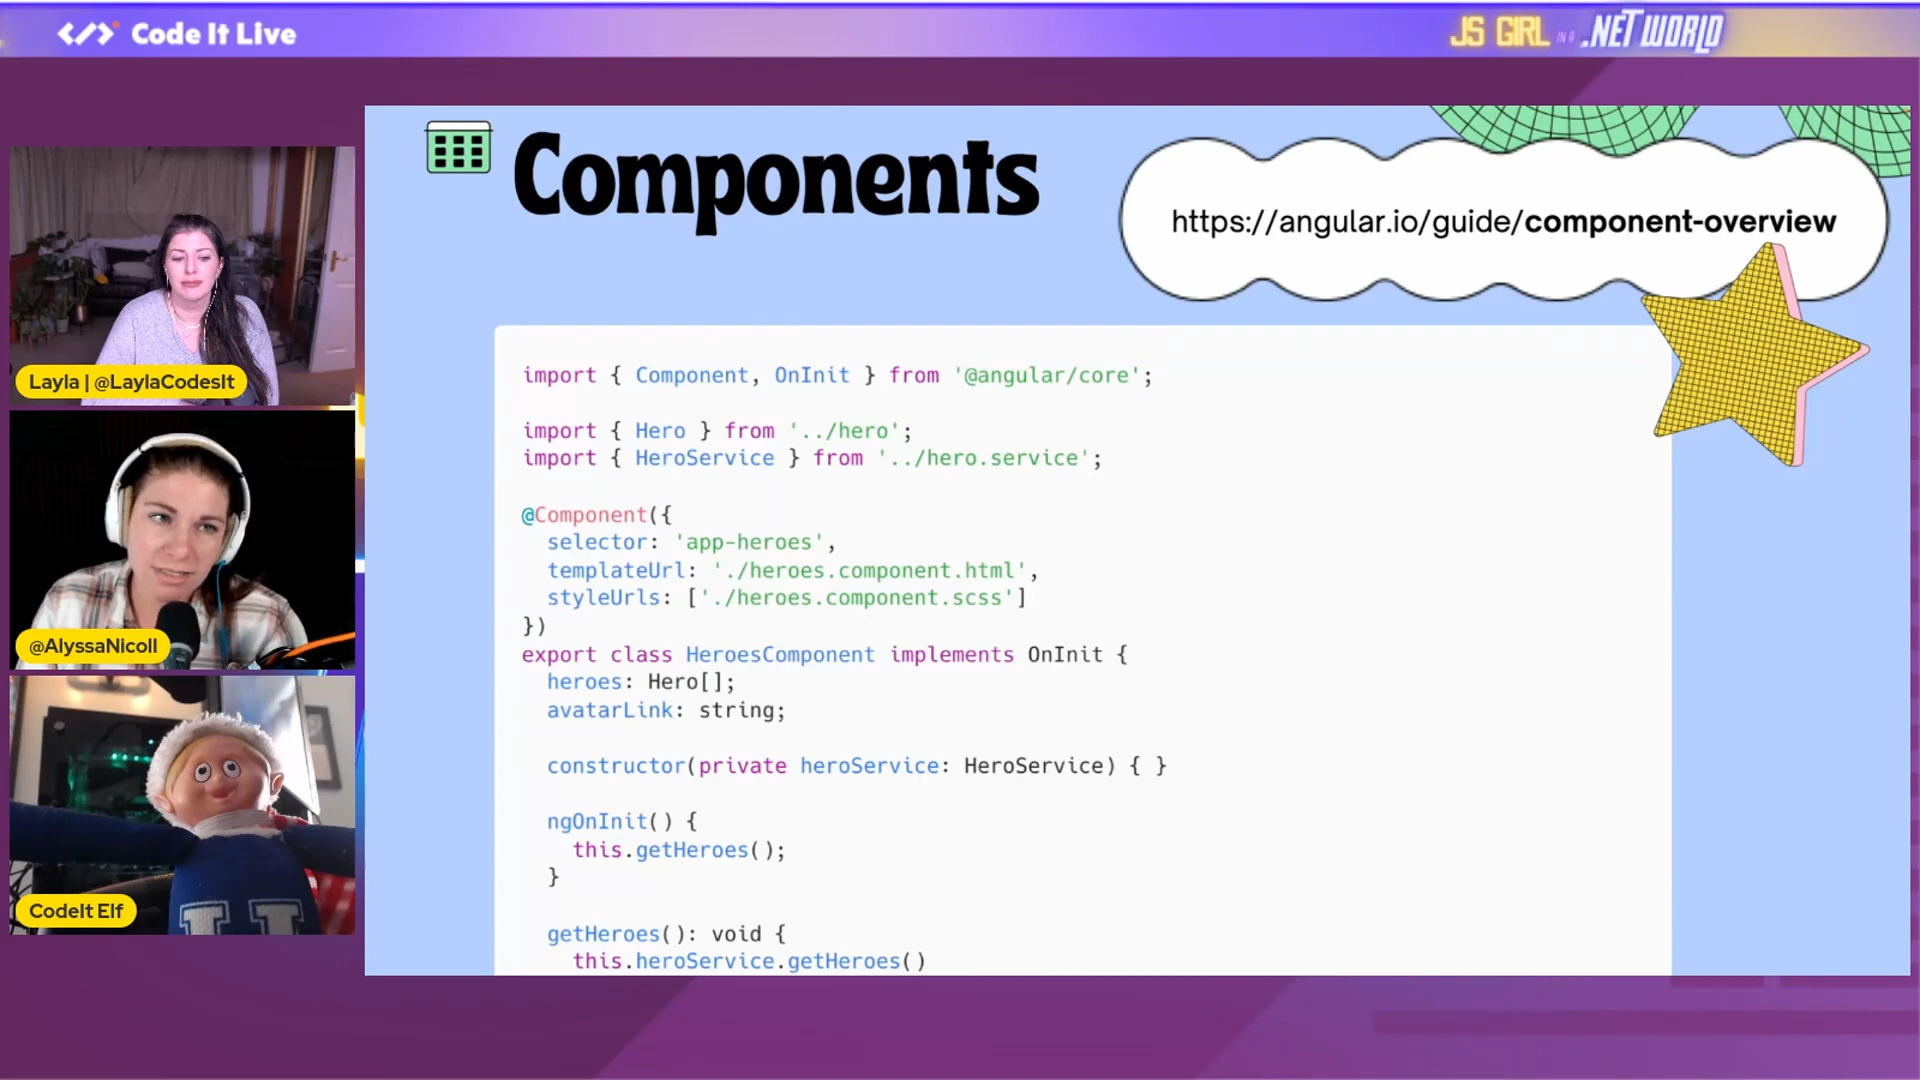 Code It Live
JS GIRL IN A .NET WORLD
Components
https://angular.io/guide/component-overview
import { Component, OnInit } from '@angular/core';
import { Hero } from '../hero';
import { HeroService } from '../hero.service';
@Component({
selector: 'app-heroes',
templateUrl: './heroes.component.html',
styleUrls: ['./heroes.component.scss']
})
export class HeroesComponent implements OnInit {
heroes: Hero[];
avatarLink: string;
constructor(private heroService: HeroService) { }
ngOnInit() {
this.getHeroes();
}
getHeroes(): void {
this.heroService.getHeroes()
Layla | @LaylaCodesIt
@AlyssaNicoll
CodeIt Elf